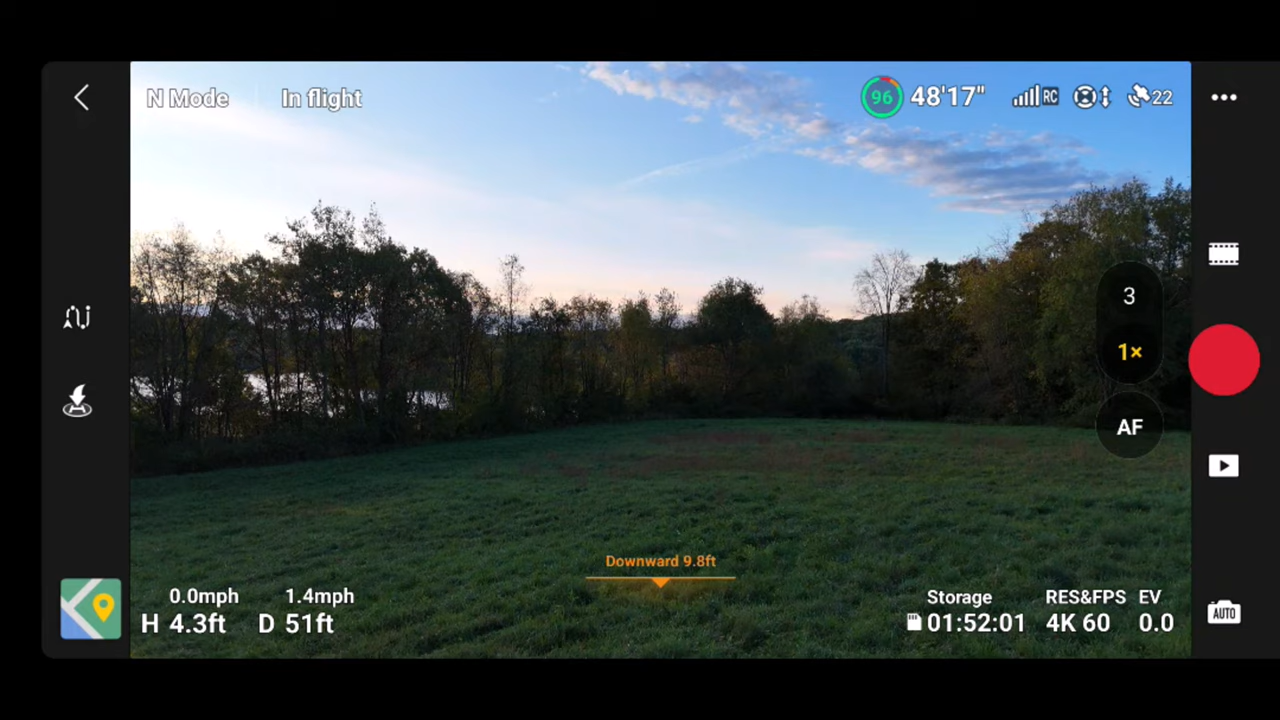 N Mode In flight 96 48'17" RC 22
3
1×
AF
Downward 9.8ft
0.0mph 1.4mph Storage RES&FPS EV
H 4.3ft D 51ft 01:52:01 4K 60 0.0
AUTO